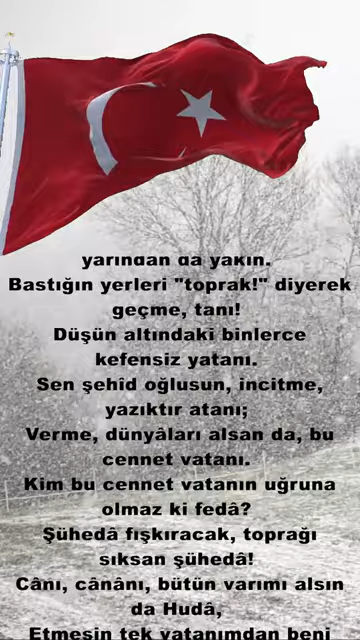 yarından da yakın.
Bastığın yerleri "toprak!" diyerek
geçme, tanı!
Düşün altındaki binlerce
kefensiz yatanı.
Sen şehîd oğlusun, incitme,
yazıktır atanı;
Verme, dünyâları alsan da, bu
cennet vatanı.
Kim bu cennet vatanın uğruna
olmaz ki fedâ?
Şühedâ fışkıracak, toprağı
sıksan şühedâ!
Cânı, cânânı, bütün varımı alsın
da Hudâ,
Etmesin tek vatanımdan beni